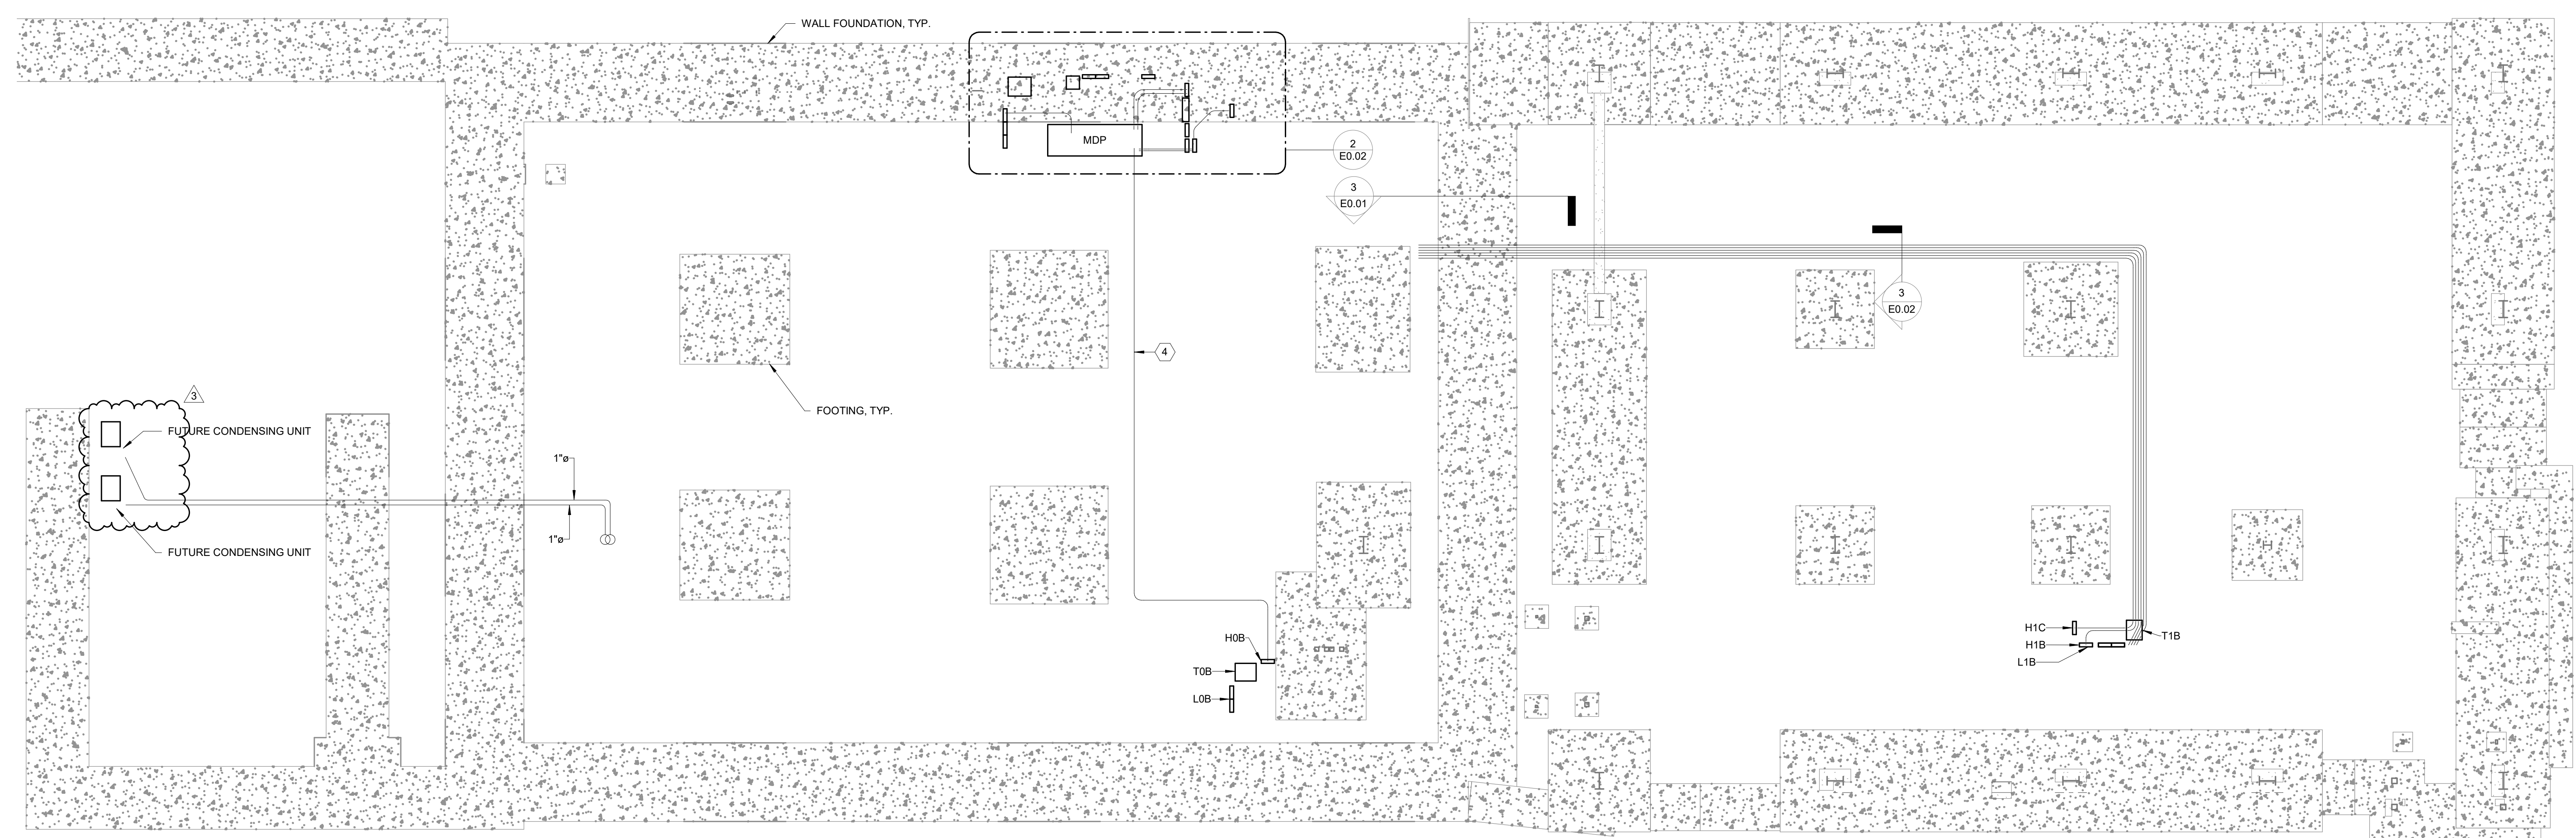 WALL FOUNDATION, TYP.
MDP
2
E0.02
3
E0.01
3
E0.02
4
3
FUTURE CONDENSING UNIT
FOOTING, TYP.
1"ø
1"ø
FUTURE CONDENSING UNIT
H0B
T0B
L0B
H1C
T1B
H1B
L1B